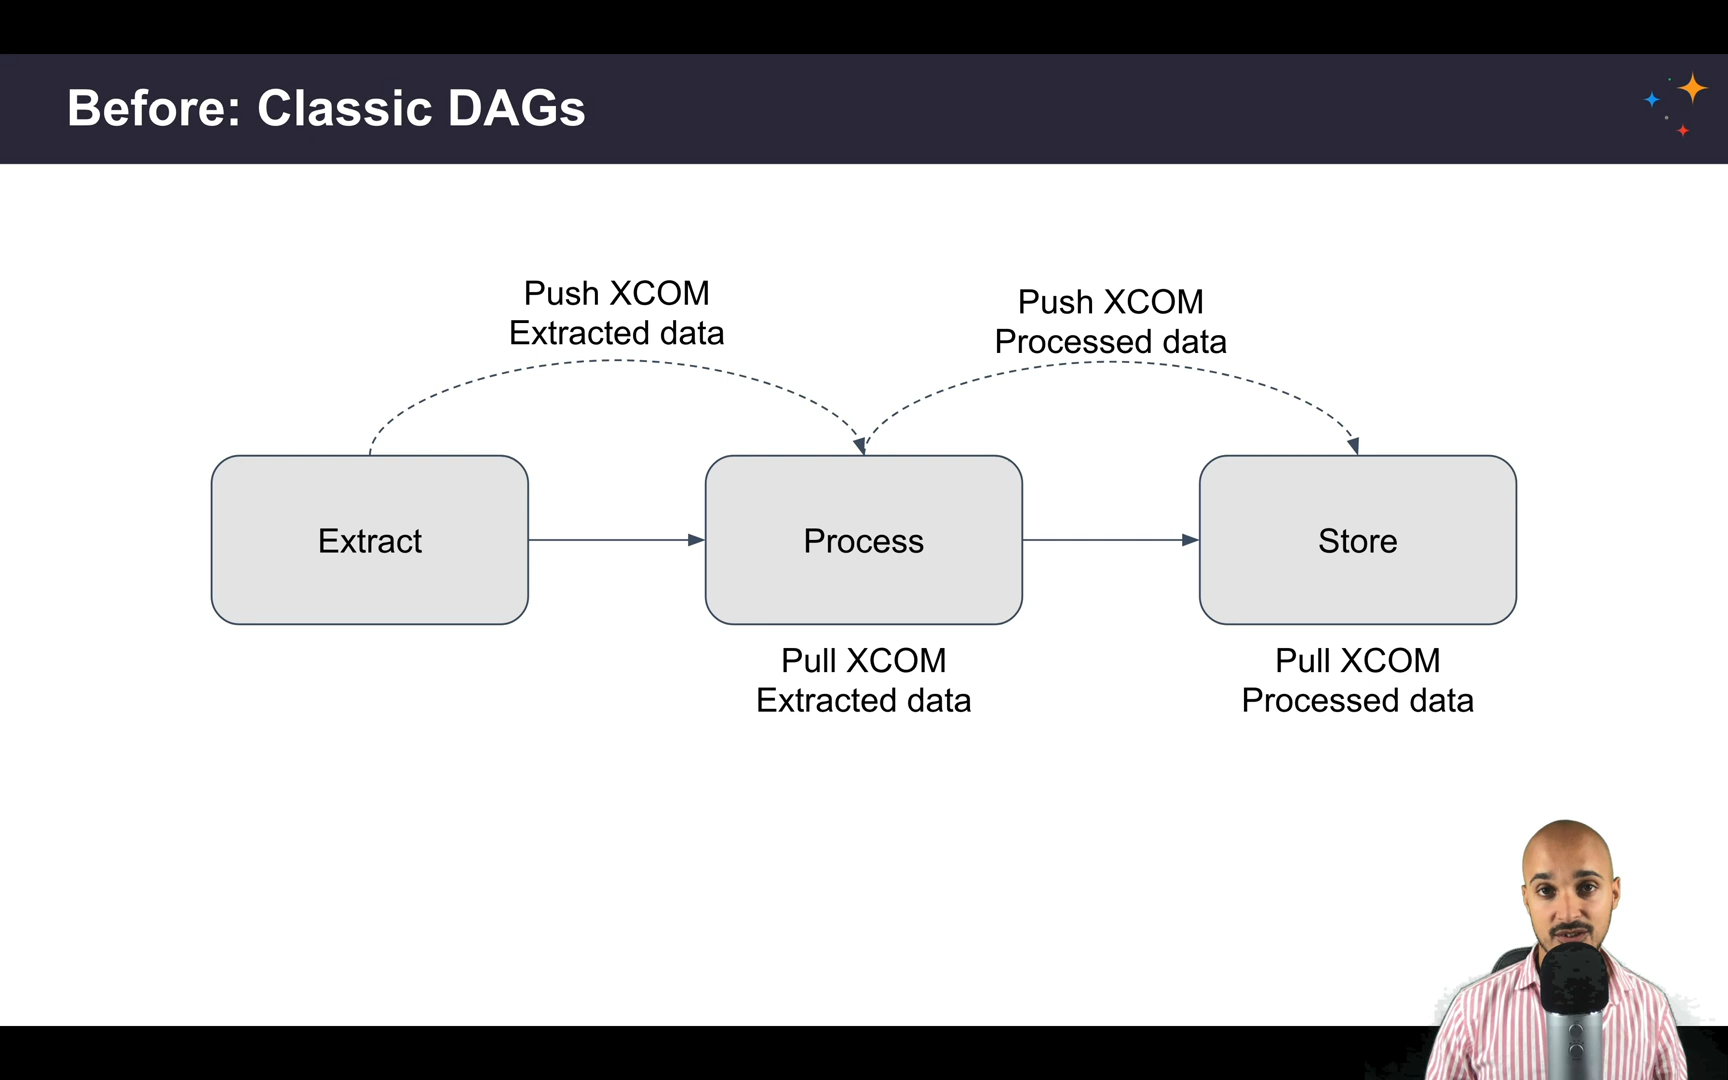 Before: Classic DAGs
Push XCOM
Extracted data
Push XCOM
Processed data
Extract
Process
Store
Pull XCOM
Extracted data
Pull XCOM
Processed data